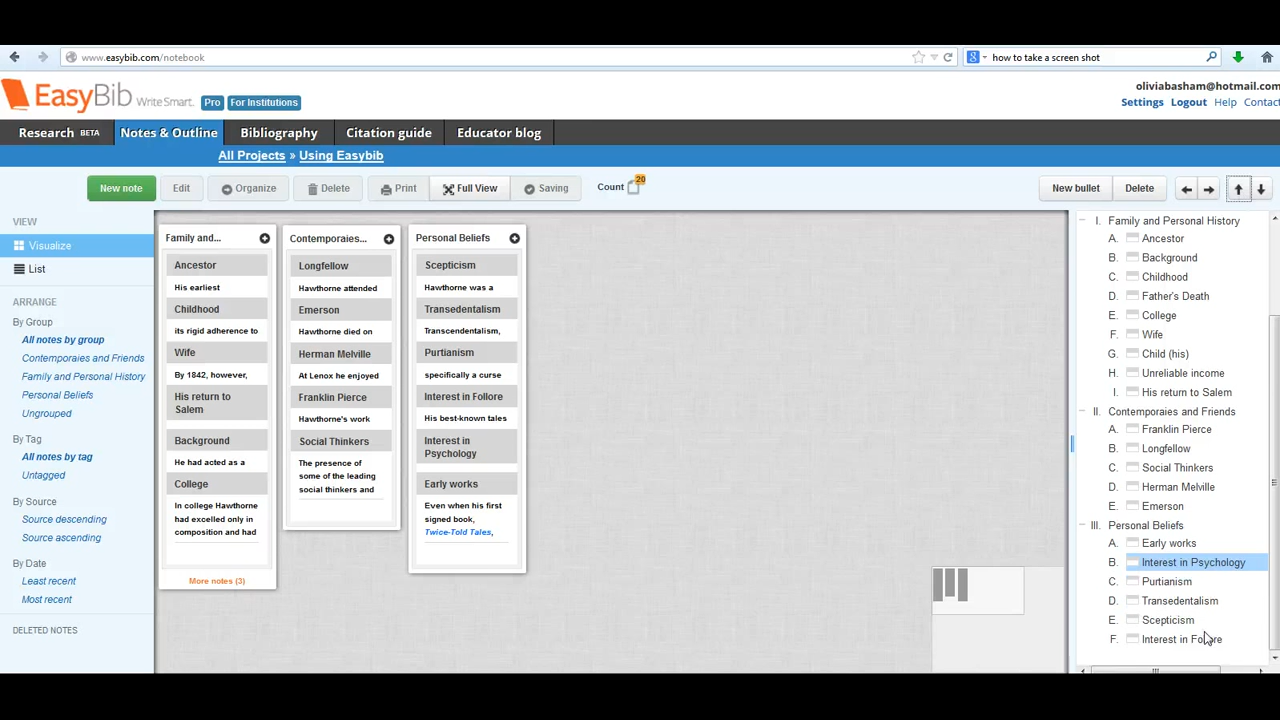 www.easybib.com/notebook
how to take a screen shot
EasyBib Write Smart. Pro For Institutions
oliviabasham@hotmail.com
Settings Logout Help Contac
Research BETA Notes & Outline Bibliography Citation guide Educator blog
All Projects » Using Easybib
New note Edit Organize Delete Print Full View Saving Count 20 New bullet Delete
VIEW
Visualize
List
ARRANGE
By Group
All notes by group
Contemporaies and Friends
Family and Personal History
Personal Beliefs
Ungrouped
By Tag
All notes by tag
Untagged
By Source
Source descending
Source ascending
By Date
Least recent
Most recent
DELETED NOTES
Family and...
Ancestor
His earliest
Childhood
its rigid adherence to
Wife
By 1842, however,
His return to
Salem
Background
He had acted as a
College
In college Hawthorne
had excelled only in
composition and had
More notes (3)
Contemporaies...
Longfellow
Hawthorne attended
Emerson
Hawthorne died on
Herman Melville
At Lenox he enjoyed
Franklin Pierce
Hawthorne's work
Social Thinkers
The presence of
some of the leading
social thinkers and
Personal Beliefs
Scepticism
Hawthorne was a
Transedentalism
Transcendentalism,
Purtianism
specifically a curse
Interest in Follore
His best-known tales
Interest in
Psychology
Early works
Even when his first
signed book,
Twice-Told Tales,
I. Family and Personal History
A. Ancestor
B. Background
C. Childhood
D. Father's Death
E. College
F. Wife
G. Child (his)
H. Unreliable income
I. His return to Salem
II. Contemporaies and Friends
A. Franklin Pierce
B. Longfellow
C. Social Thinkers
D. Herman Melville
E. Emerson
III. Personal Beliefs
A. Early works
B. Interest in Psychology
C. Purtianism
D. Transedentalism
E. Scepticism
F. Interest in Follore